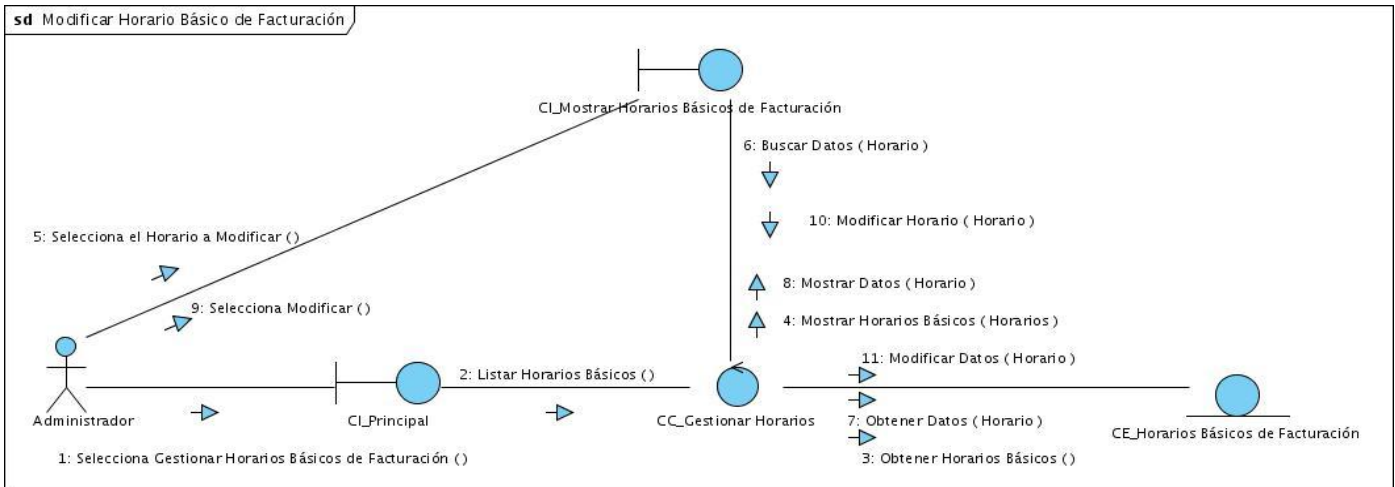 sd Modificar Horario Básico de Facturación
CI_Mostrar Horarios Básicos de Facturación
6: Buscar Datos ( Horario )
10: Modificar Horario ( Horario )
5: Selecciona el Horario a Modificar ()
8: Mostrar Datos ( Horario )
9: Selecciona Modificar ()
4: Mostrar Horarios Básicos ( Horarios )
11: Modificar Datos ( Horario )
2: Listar Horarios Básicos ()
Administrador
CI_Principal
CC_Gestionar Horarios
7: Obtener Datos ( Horario )
CE_Horarios Básicos de Facturación
1: Selecciona Gestionar Horarios Básicos de Facturación ()
3: Obtener Horarios Básicos ()